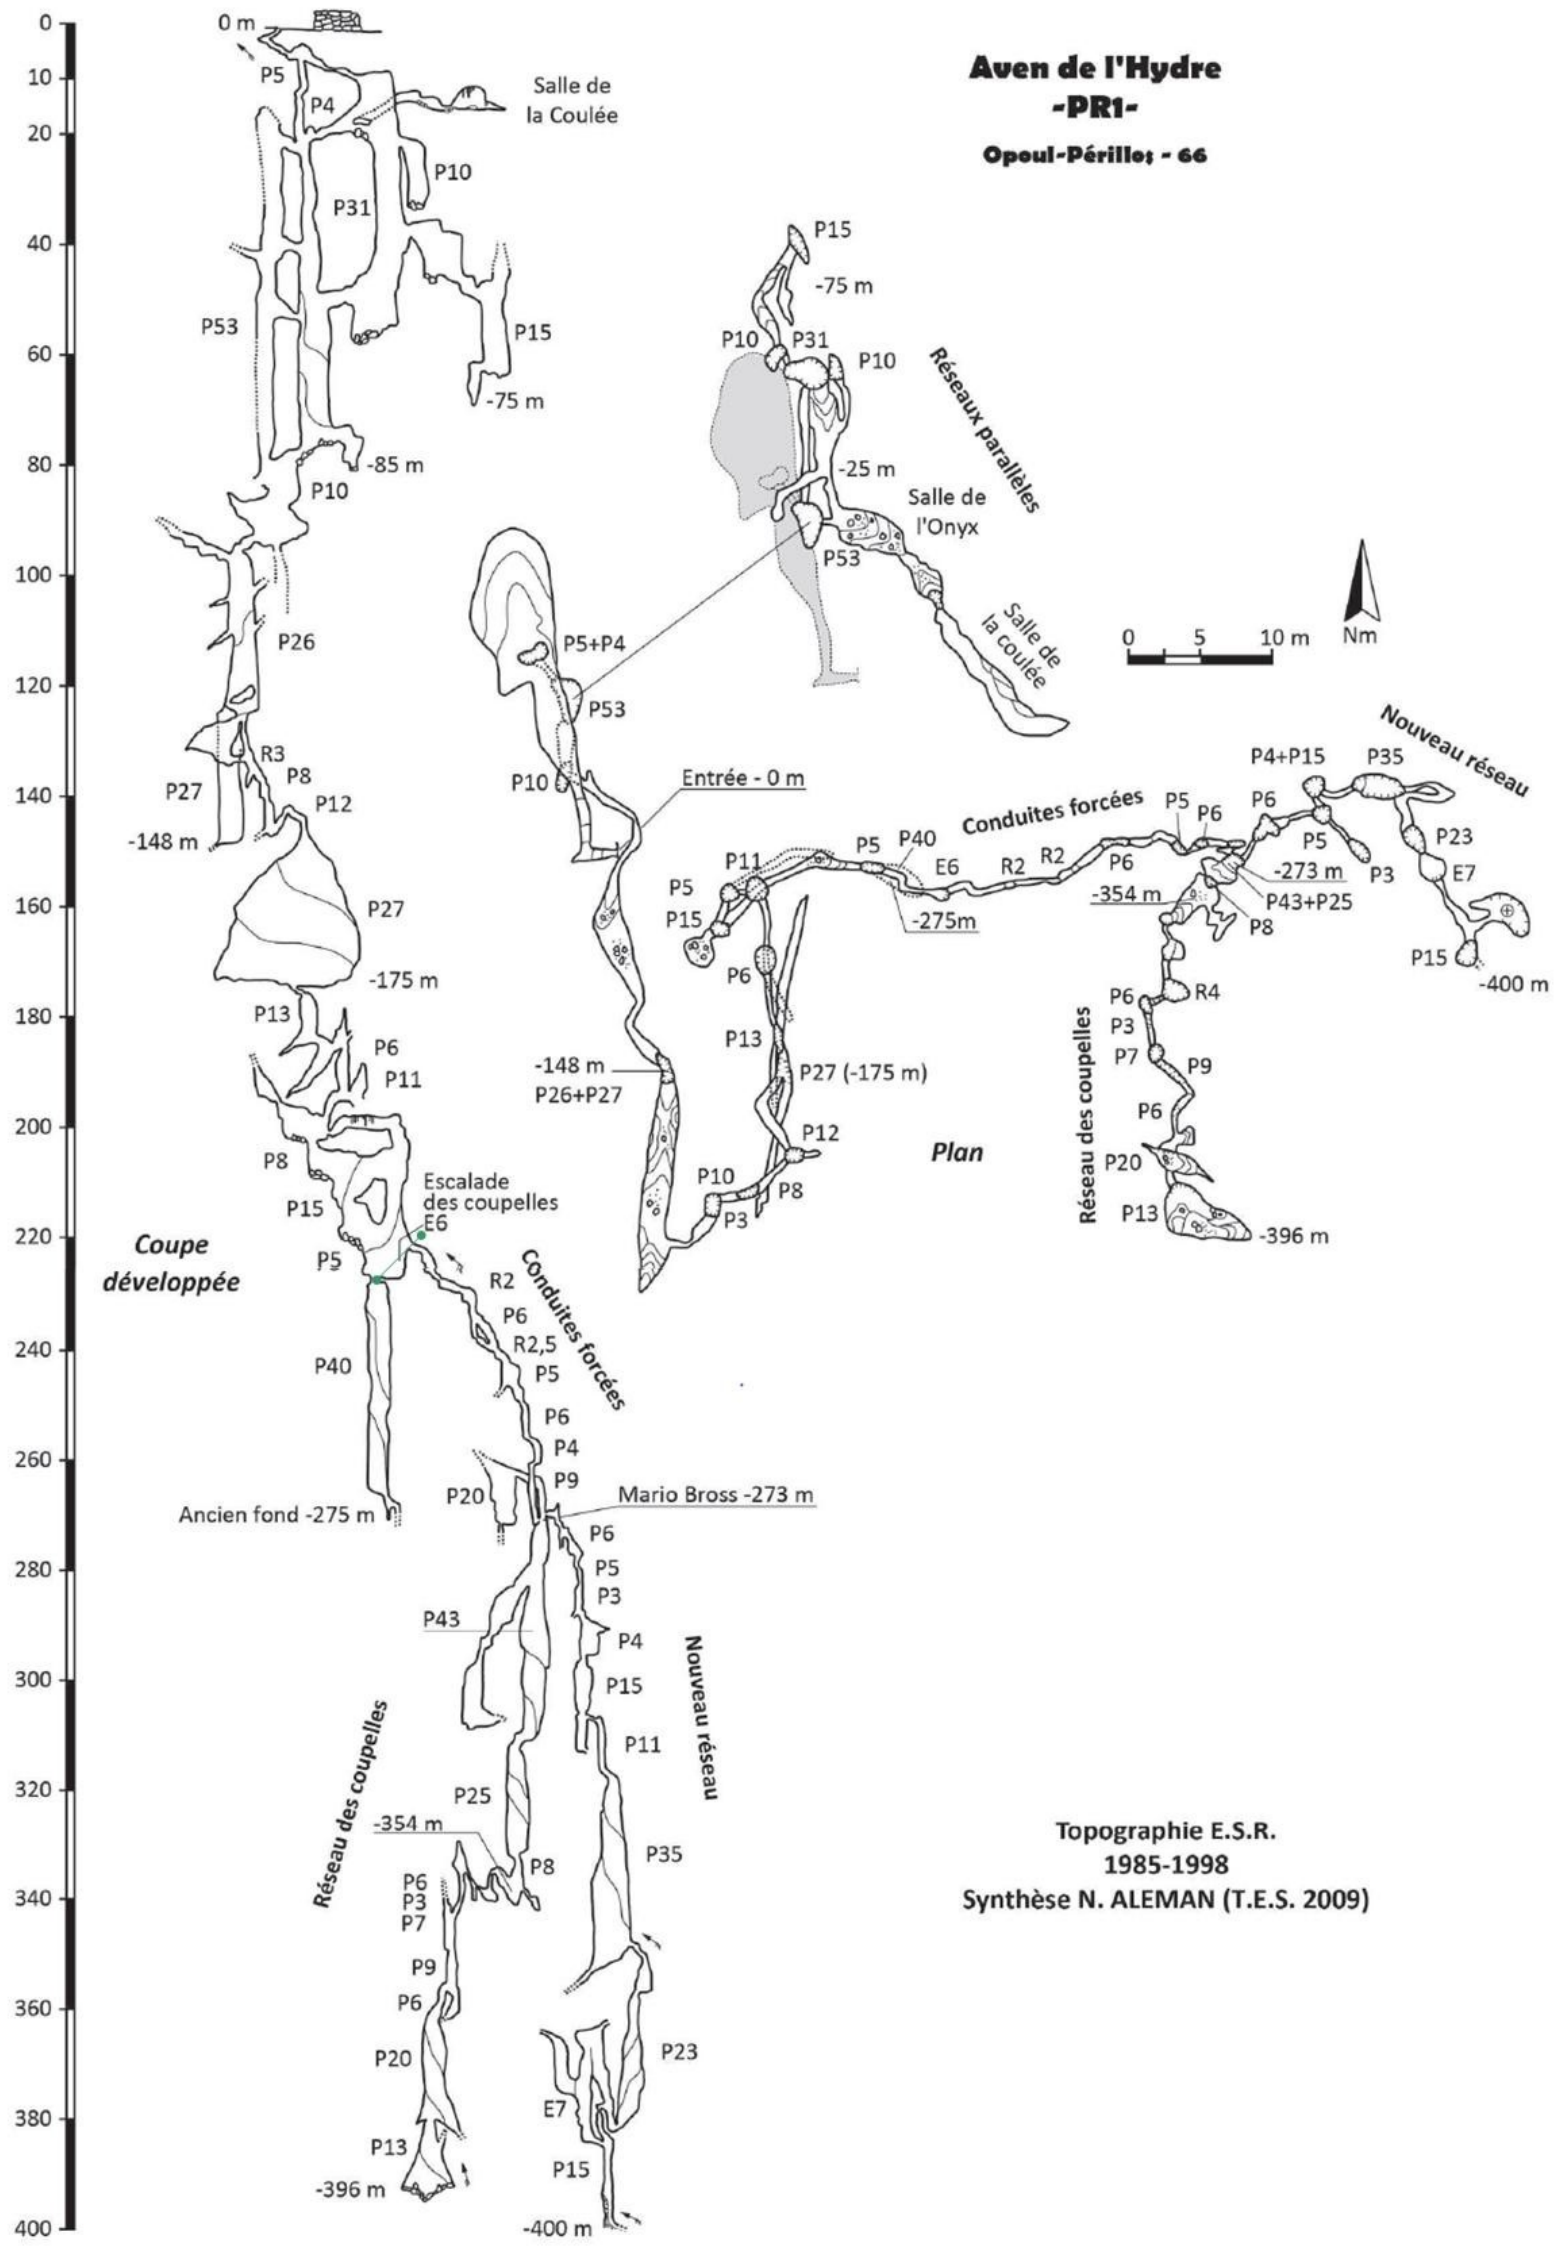 Aven de l'Hydre
-PR1-
Opoul-Périllos - 66
0
10
20
40
60
80
100
120
140
160
180
200
220
240
260
280
300
320
340
360
380
400
0 m
P5
P4
Salle de
la Coulée
P10
P31
P53
P15
-75 m
-85 m
P10
P26
R3
P8
P27
P12
-148 m
P27
-175 m
P13
P6
P11
P8
P15
Escalade
des coupelles
E6
P5
Coupe
développée
R2
P6
R2,5
P5
Conduites forcées
P40
P6
P4
P9
P20
Mario Bross -273 m
Ancien fond -275 m
P6
P5
P3
P43
P4
P15
Nouveau réseau
P11
Réseau des coupelles
P25
-354 m
P35
P8
P6
P3
P7
P9
P6
P23
P20
E7
P13
P15
-396 m
-400 m
P15
-75 m
P10
P31
P10
Réseaux parallèles
-25 m
Salle de
l'Onyx
P53
Salle de
la coulée
0 5 10 m
Nm
P5+P4
P53
P10
Entrée - 0 m
-148 m
P26+P27
P5
P11
P15
P6
P13
P27 (-175 m)
P12
P10
P8
P3
Plan
P5
P40
-275m
E6
R2
R2
Conduites forcées
P6
P5
P6
P6
P4+P15
P35
Nouveau réseau
P5
P3
P23
E7
P15
-400 m
-273 m
P43+P25
-354 m
P8
R4
P6
P3
P7
P9
P6
Réseau des coupelles
P20
P13
-396 m
Topographie E.S.R.
1985-1998
Synthèse N. ALEMAN (T.E.S. 2009)